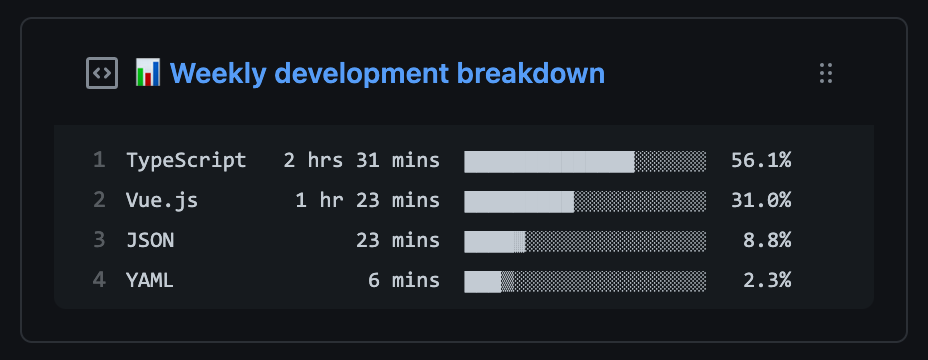 📊 Weekly development breakdown
1 TypeScript 2 hrs 31 mins 56.1%
2 Vue.js 1 hr 23 mins 31.0%
3 JSON 23 mins 8.8%
4 YAML 6 mins 2.3%